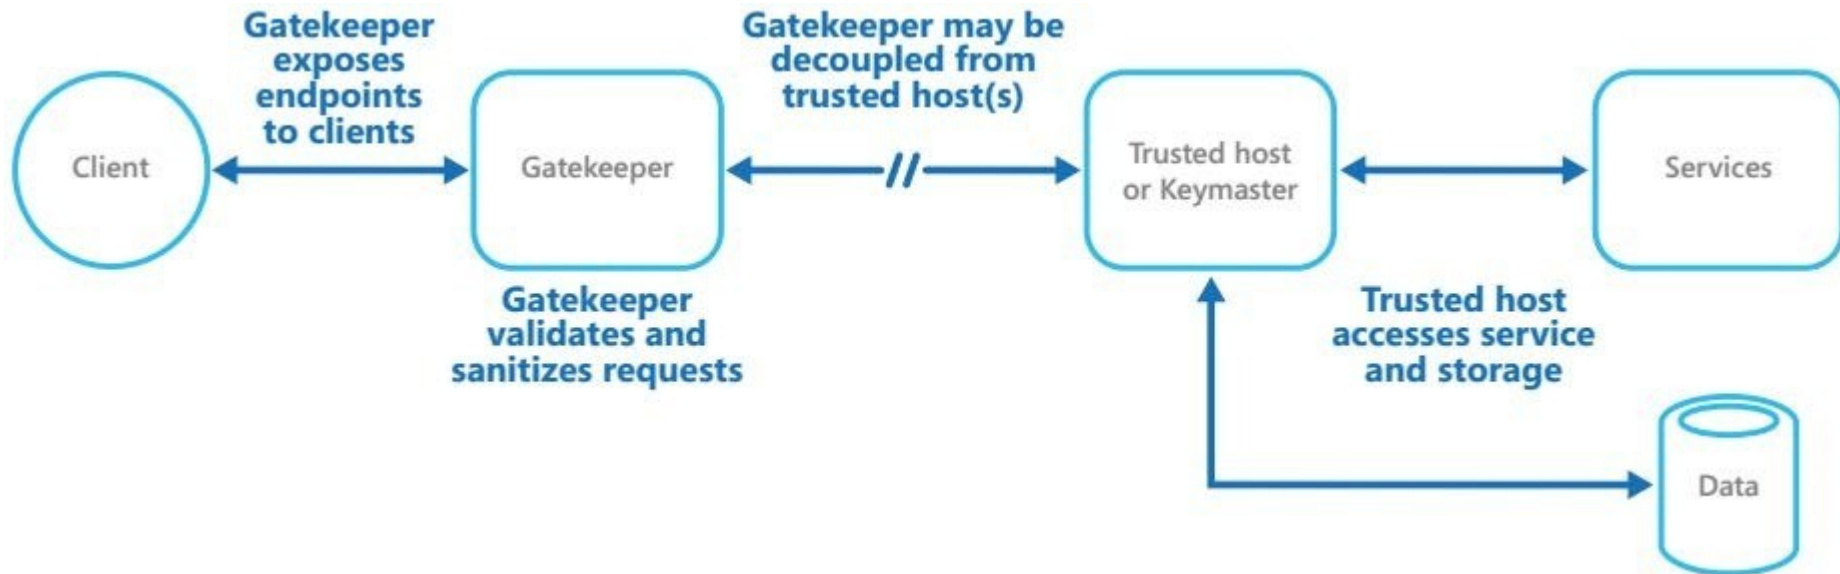 Gatekeeper
exposes
endpoints
to clients
Gatekeeper may be
decoupled from
trusted host(s)
Client
Gatekeeper
Trusted host
or Keymaster
Services
Gatekeeper
validates and
sanitizes requests
Trusted host
accesses service
and storage
Data